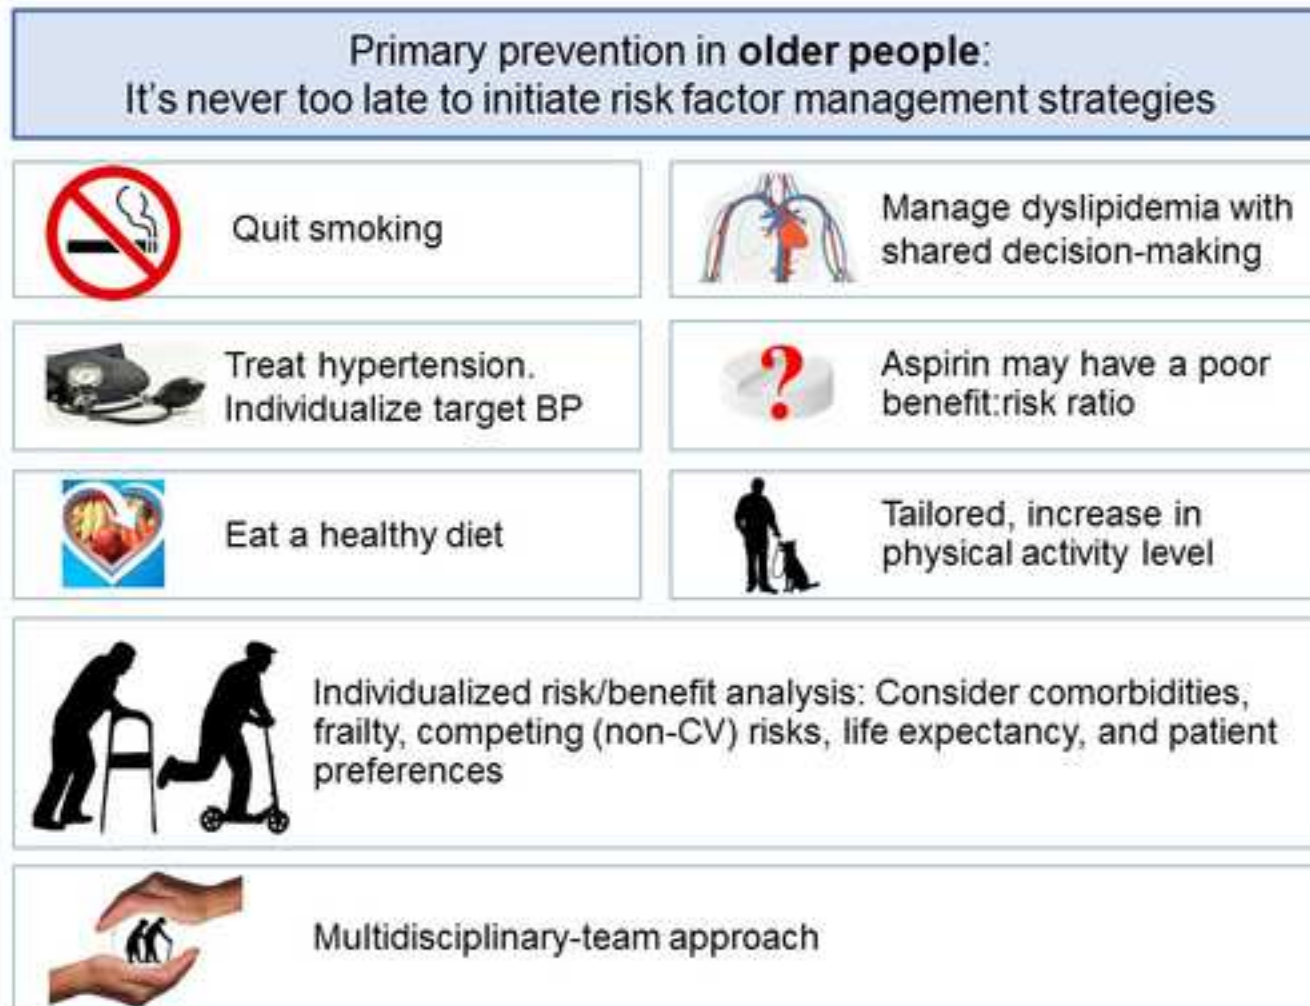 Primary prevention in older people:
It's never too late to initiate risk factor management strategies
Quit smoking
Manage dyslipidemia with
shared decision-making
Treat hypertension.
Individualize target BP
?
Aspirin may have a poor
benefit:risk ratio
Eat a healthy diet
Tailored, increase in
physical activity level
Individualized risk/benefit analysis: Consider comorbidities,
frailty, competing (non-CV) risks, life expectancy, and patient
preferences
Multidisciplinary-team approach